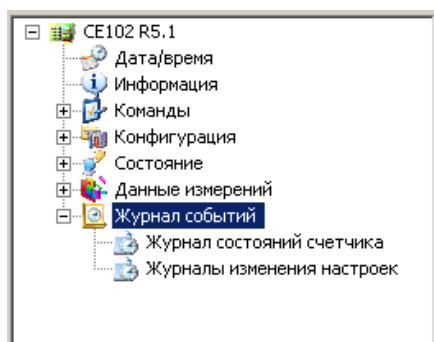 CE102 R5.1
Дата/время
Информация
Команды
Конфигурация
Состояние
Данные измерений
Журнал событий
Журнал состояний счетчика
Журналы изменения настроек